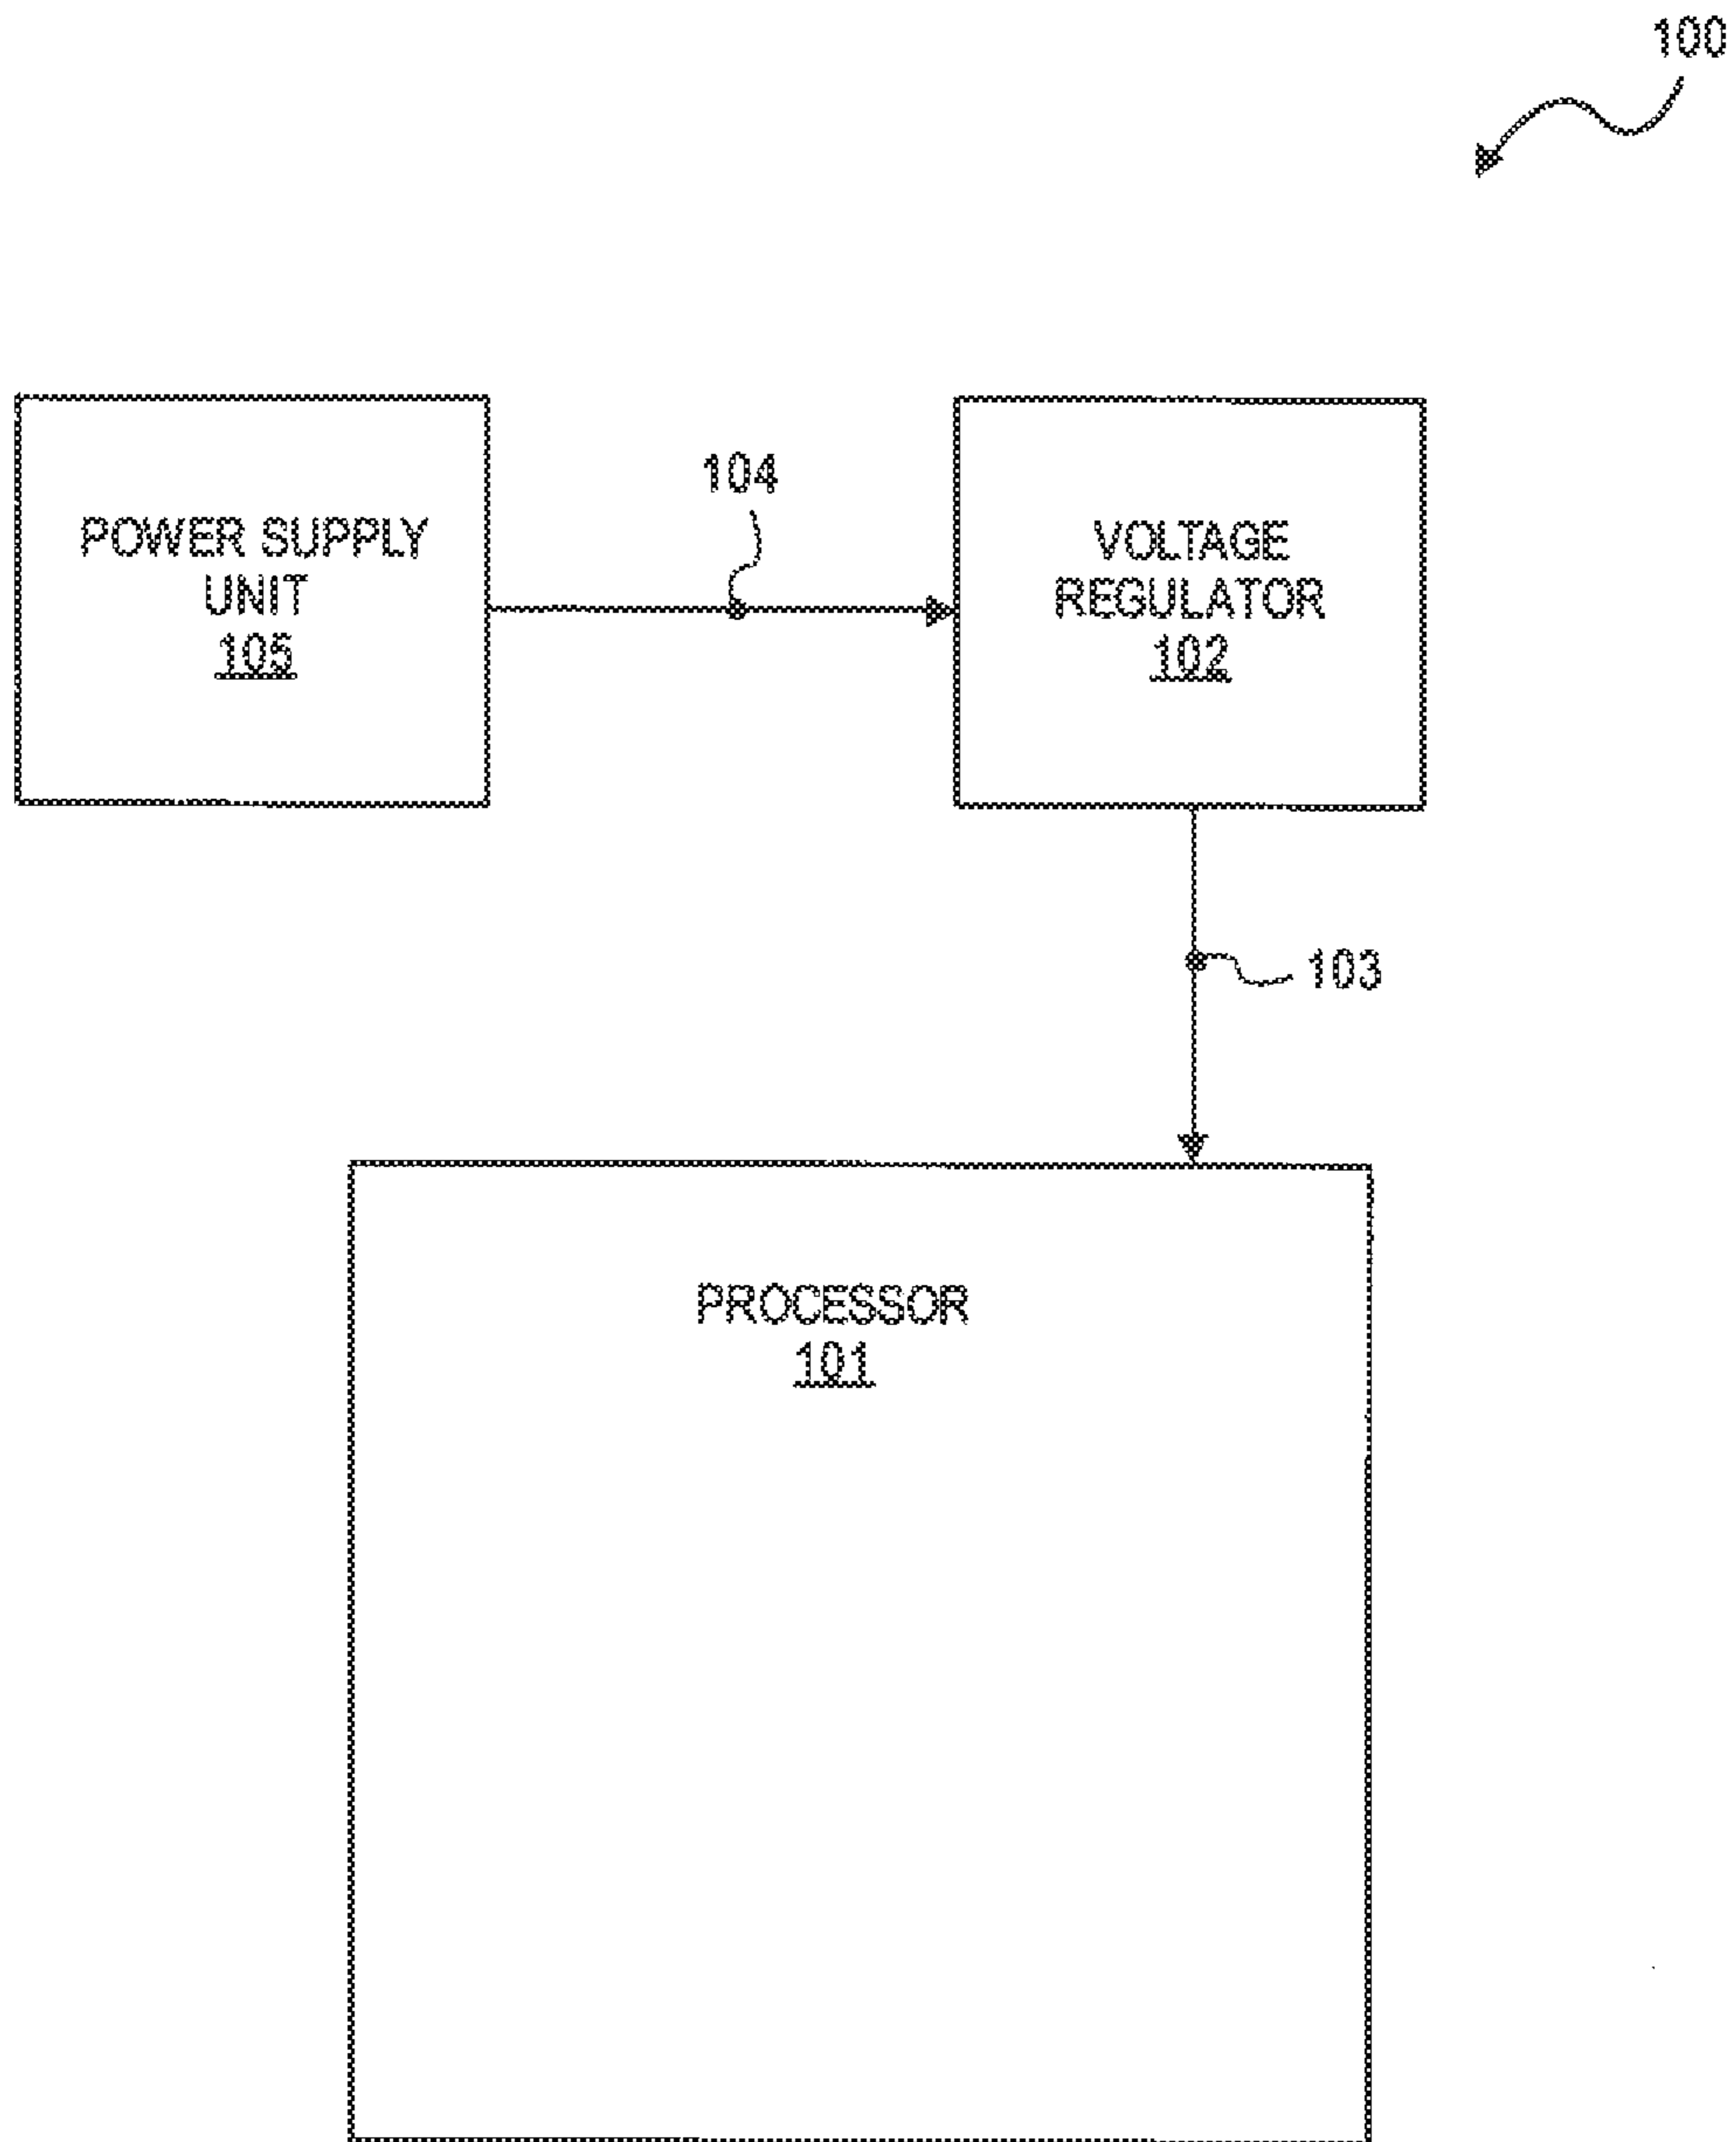 100
104
POWER SUPPLY
UNIT
105
VOLTAGE
REGULATOR
102
103
PROCESSOR
101